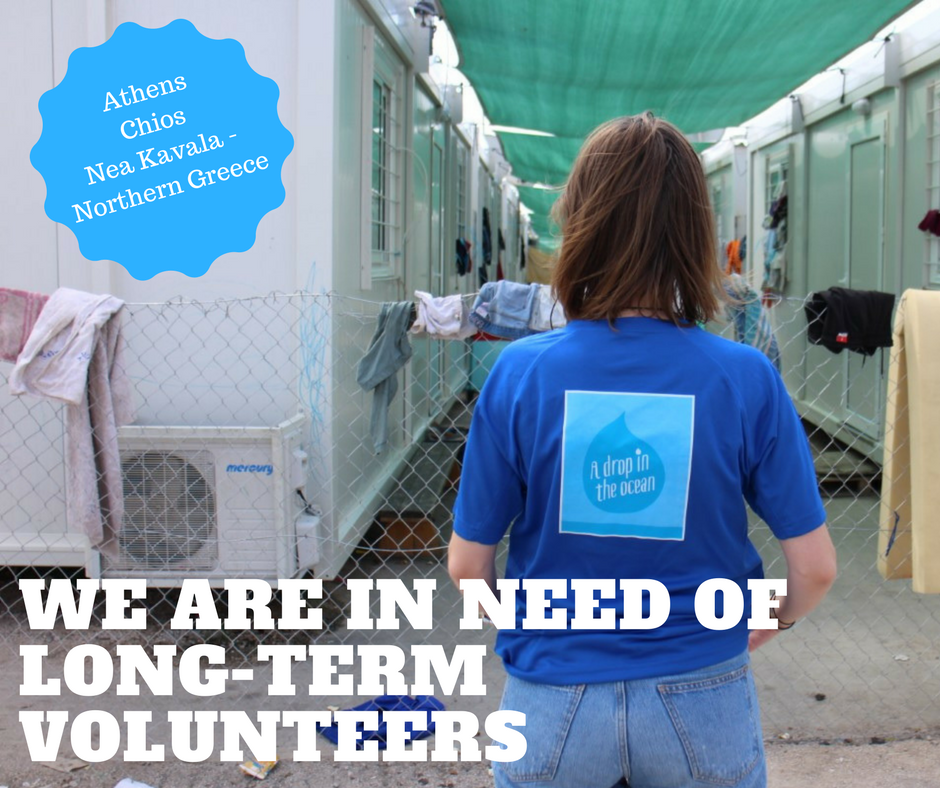 Athens
Chios
Nea Kavala -
Northern Greece
mercury
A drop in
the ocean
WE ARE IN NEED OF
LONG-TERM
VOLUNTEERS